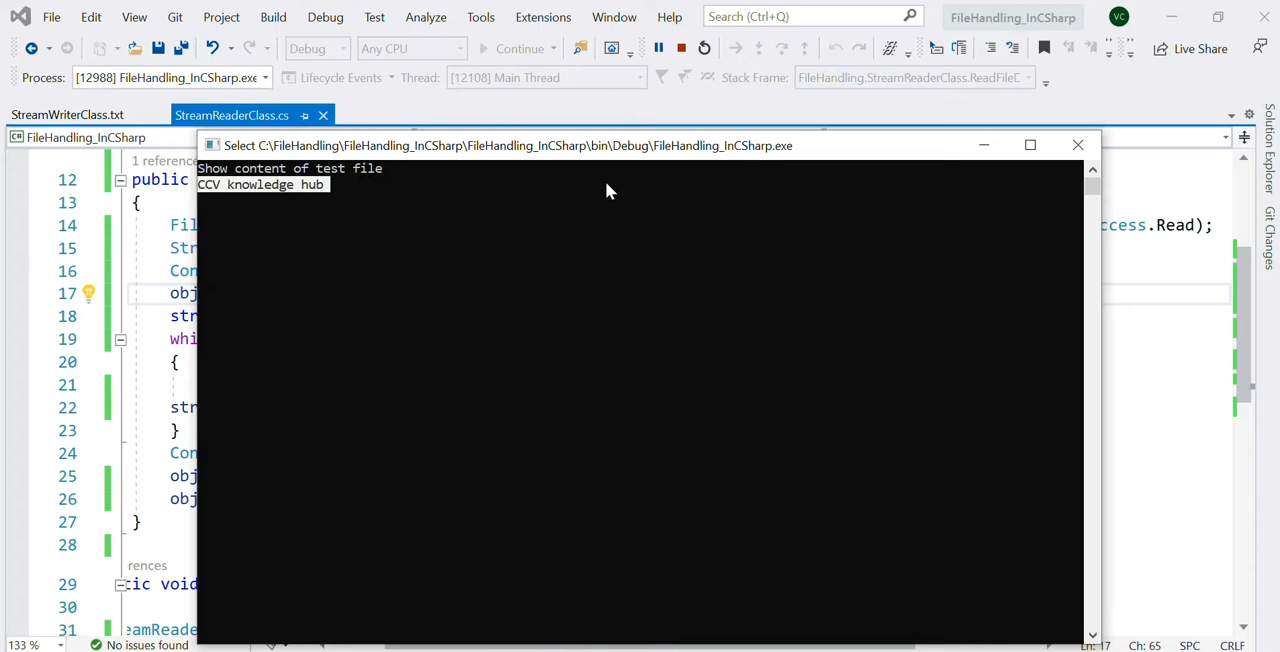 File Edit View Git Project Build Debug Test Analyze Tools Extensions Window Help Search (Ctrl+Q) FileHandling_InCSharp VC
Debug Any CPU Continue Live Share
Process: [12988] FileHandling_InCSharp.exe Lifecycle Events Thread: [12108] Main Thread Stack Frame: FileHandling.StreamReaderClass.ReadFile
StreamWriterClass.txt StreamReaderClass.cs
C# FileHandling_InCSharp
Select C:\FileHandling\FileHandling_InCSharp\FileHandling_InCSharp\bin\Debug\FileHandling_InCSharp.exe
Show content of test file
CCV knowledge hub
1 reference
12 public
13 {
14 Fil ccess.Read);
15 Str
16 Con
17 obj
18 str
19 whi
20 {
21
22 str
23 }
24 Con
25 obj
26 obj
27 }
28
rences
29 tic void
30
31 eamReade
133 % No issues found Ln: 17 Ch: 65 SPC CRLF
Solution Explorer
Git Changes